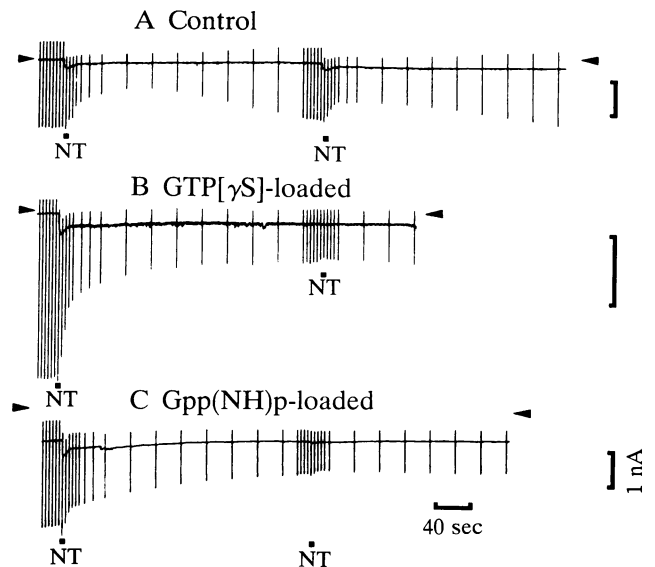 A Control
NT NT
B GTP[γS]-loaded
NT
NT
C Gpp(NH)p-loaded
1 nA
40 sec
NT NT